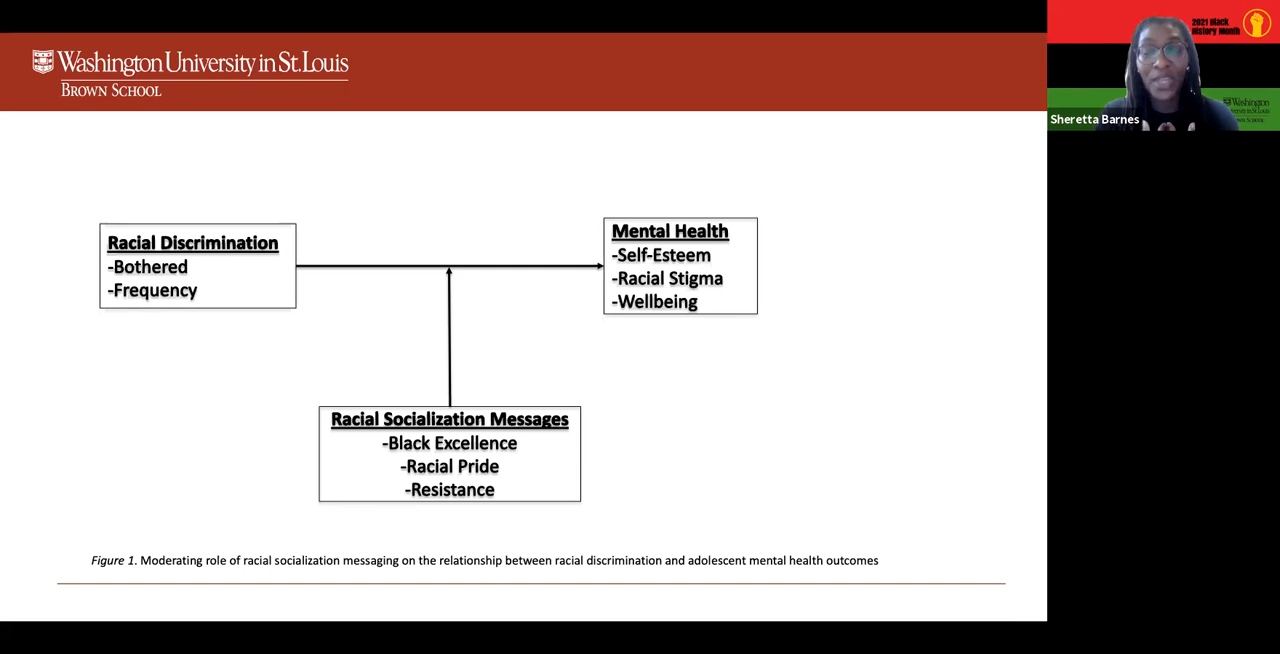 Washington University in St.Louis
BROWN SCHOOL
Racial Discrimination
-Bothered
-Frequency
Mental Health
-Self-Esteem
-Racial Stigma
-Wellbeing
Racial Socialization Messages
-Black Excellence
-Racial Pride
-Resistance
Figure 1. Moderating role of racial socialization messaging on the relationship between racial discrimination and adolescent mental health outcomes
2021 Black
History Month
Washington
Sheretta Barnes